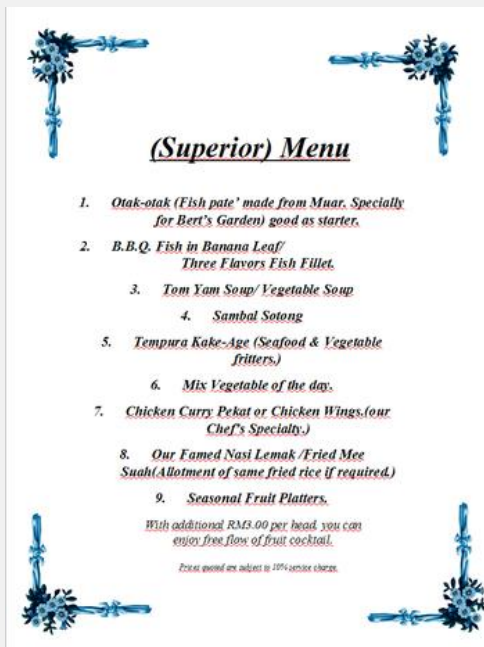 (Superior) Menu
1. Otak-otak (Fish pate' made from Muar. Specially
for Bert's Garden) good as starter.
2. B.B.Q. Fish in Banana Leaf/
Three Flavors Fish Fillet.
3. Tom Yam Soup/ Vegetable Soup
4. Sambal Sotong
5. Tempura Kake-Age (Seafood & Vegetable
fritters.)
6. Mix Vegetable of the day.
7. Chicken Curry Pekat or Chicken Wings.(our
Chef's Specialty.)
8. Our Famed Nasi Lemak /Fried Mee
Suah(Allotment of same fried rice if required.)
9. Seasonal Fruit Platters.
With additional RM3.00 per head, you can
enjoy free flow of fruit cocktail.
Prices quoted are subject to 10% service charge.